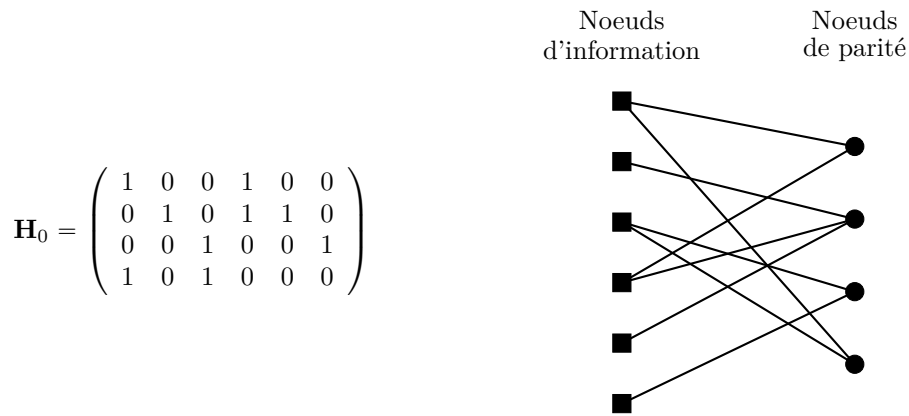 Noeuds
d'information
Noeuds
de parité
H₀ =
1 0 0 1 0 0
0 1 0 1 1 0
0 0 1 0 0 1
1 0 1 0 0 0